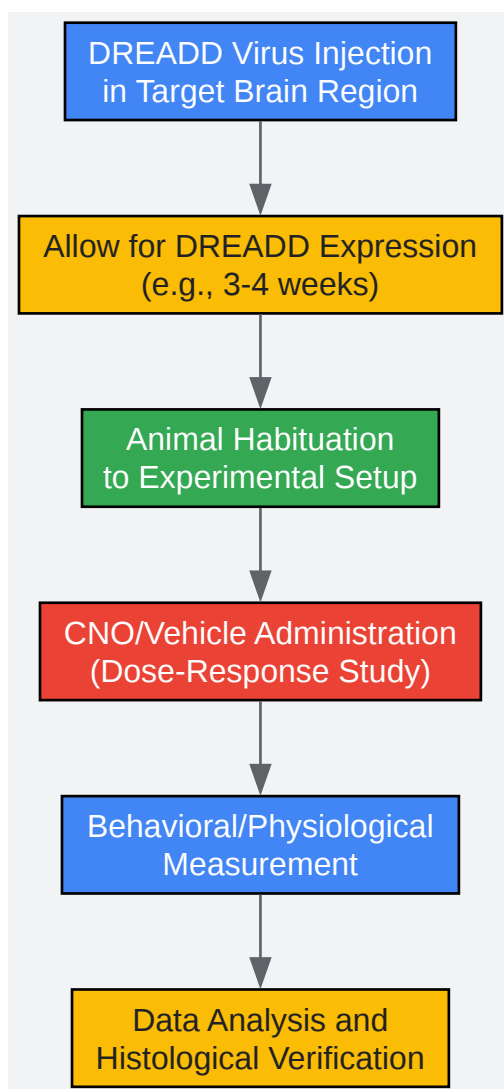 DREADD Virus Injection
in Target Brain Region
Allow for DREADD Expression
(e.g., 3-4 weeks)
Animal Habituation
to Experimental Setup
CNO/Vehicle Administration
(Dose-Response Study)
Behavioral/Physiological
Measurement
Data Analysis and
Histological Verification